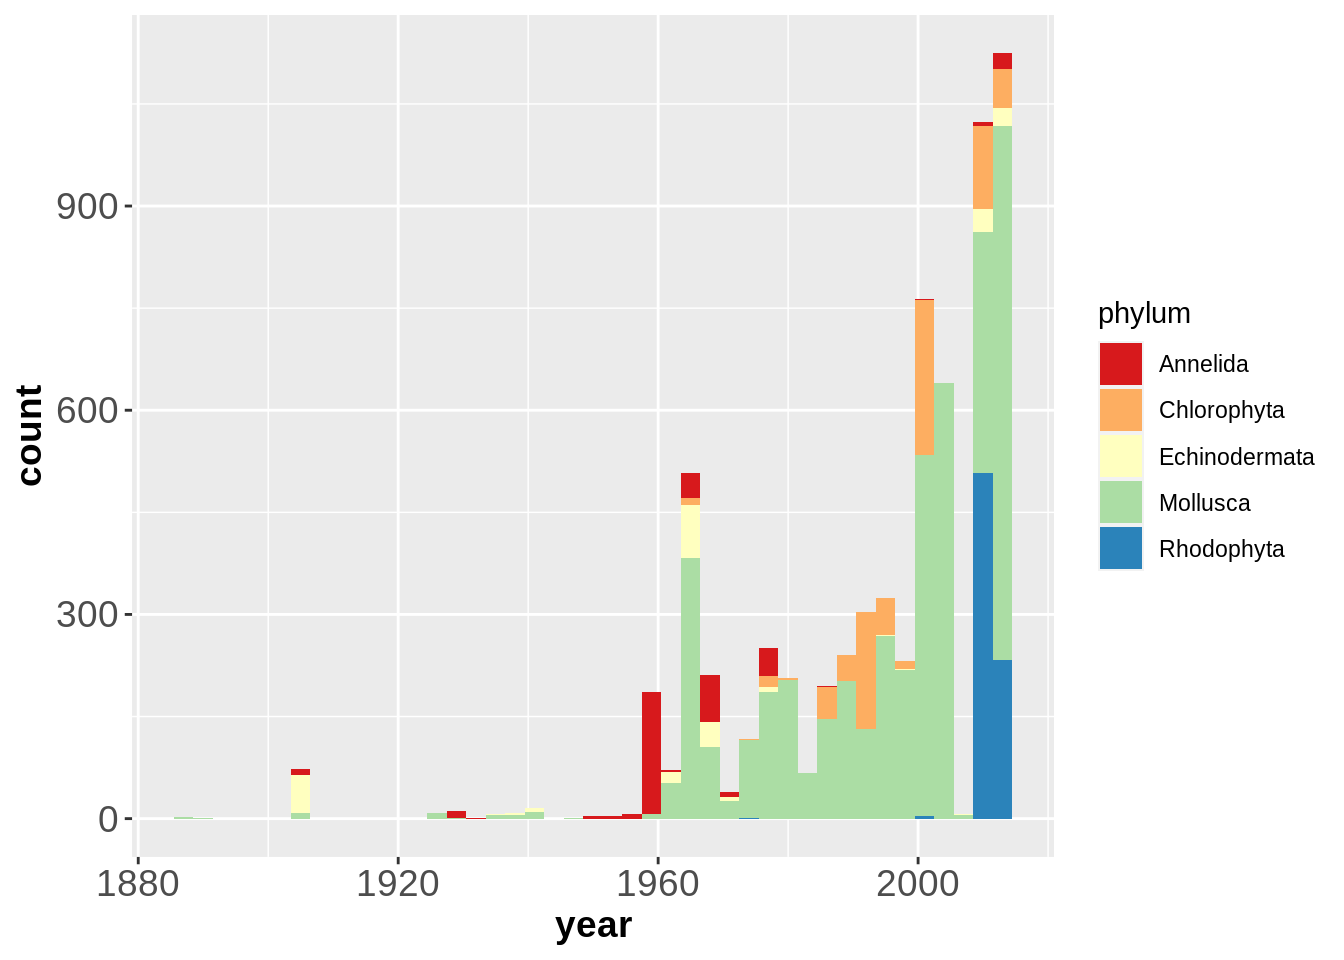 count
900
600
300
0
1880 1920 1960 2000
year
phylum
Annelida
Chlorophyta
Echinodermata
Mollusca
Rhodophyta